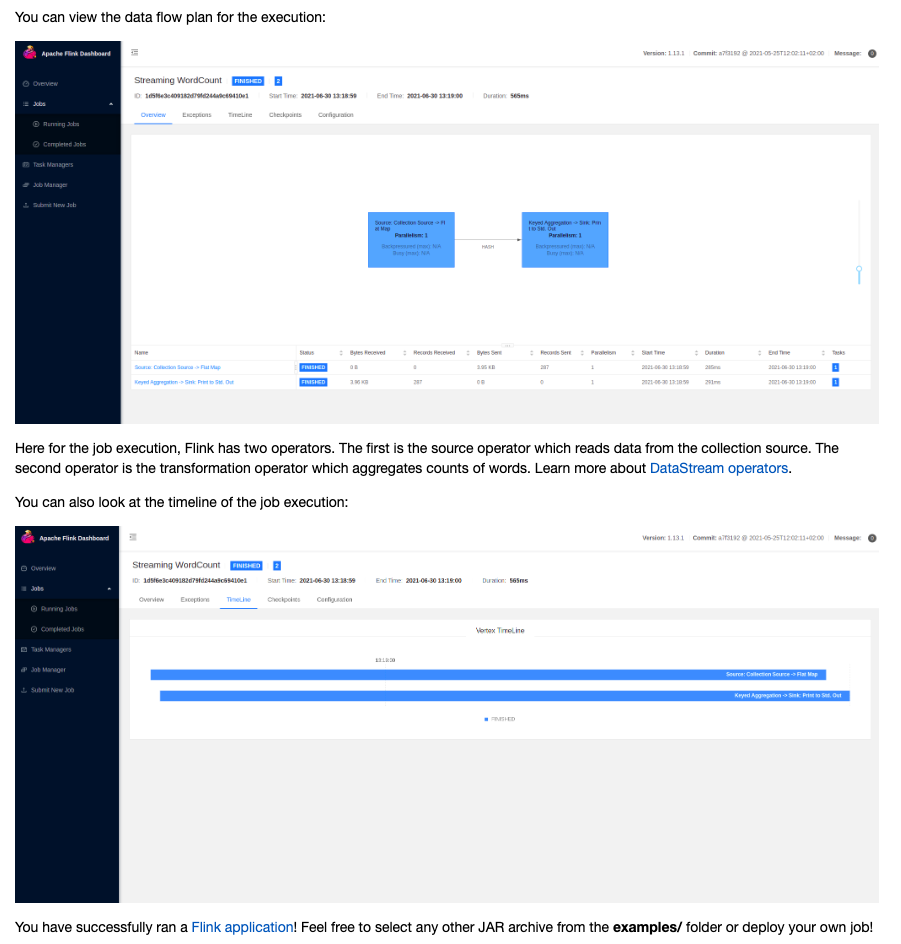 You can view the data flow plan for the execution:
Apache Flink Dashboard
Version: 1.13.1 Commit: a7f3192 @ 2021-05-25T12:02:11+02:00 Message: 0
Overview
Jobs
Running Jobs
Completed Jobs
Task Managers
Job Manager
Submit New Job
Streaming WordCount FINISHED 2
ID: 1d5f6e3c409182d79fd244a9c69410e1 Start Time: 2021-06-30 13:18:59 End Time: 2021-06-30 13:19:00 Duration: 565ms
Overview Exceptions TimeLine Checkpoints Configuration
Source: Collection Source -> Fl
at Map
Parallelism: 1
Backpressured (max): N/A
Busy (max): N/A
HASH
Keyed Aggregation -> Sink: Prin
t to Std. Out
Parallelism: 1
Backpressured (max): N/A
Busy (max): N/A
Name Status Bytes Received Records Received Bytes Sent Records Sent Parallelism Start Time Duration End Time Tasks
Source: Collection Source -> Flat Map FINISHED 0 B 0 287 1 2021-06-30 13:18:59 2021-06-30 13:19:00 1
Keyed Aggregation -> Sink: Print to Std. Out FINISHED 3.96 KB 287 0 B 0 1 2021-06-30 13:18:59 291ms 2021-06-30 13:19:00 1
Here for the job execution, Flink has two operators. The first is the source operator which reads data from the collection source. The
second operator is the transformation operator which aggregates counts of words. Learn more about DataStream operators.
You can also look at the timeline of the job execution:
Apache Flink Dashboard
Version: 1.13.1 Commit: a7f3192 @ 2021-05-25T12:02:11+02:00 Message: 0
Overview
Jobs
Running Jobs
Completed Jobs
Task Managers
Job Manager
Submit New Job
Streaming WordCount FINISHED 2
ID: 1d5f6e3c409182d79fd244a9c69410e1 Start Time: 2021-06-30 13:18:59 End Time: 2021-06-30 13:19:00 Duration: 565ms
Overview Exceptions TimeLine Checkpoints Configuration
Vertex TimeLine
Source: Collection Source -> Flat Map
Keyed Aggregation -> Sink: Print to Std. Out
FINISHED
You have successfully ran a Flink application! Feel free to select any other JAR archive from the examples/ folder or deploy your own job!